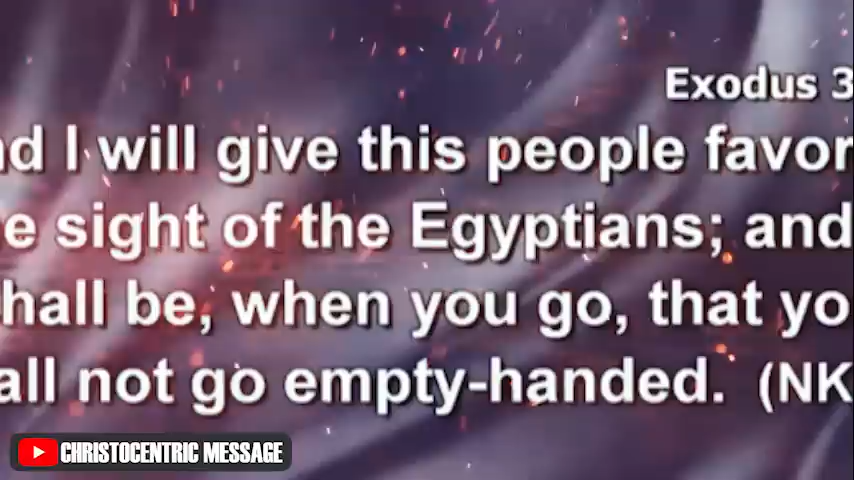 Exodus 3
nd I will give this people favor
e sight of the Egyptians; and
hall be, when you go, that yo
all not go empty-handed. (NK
CHRISTOCENTRIC MESSAGE